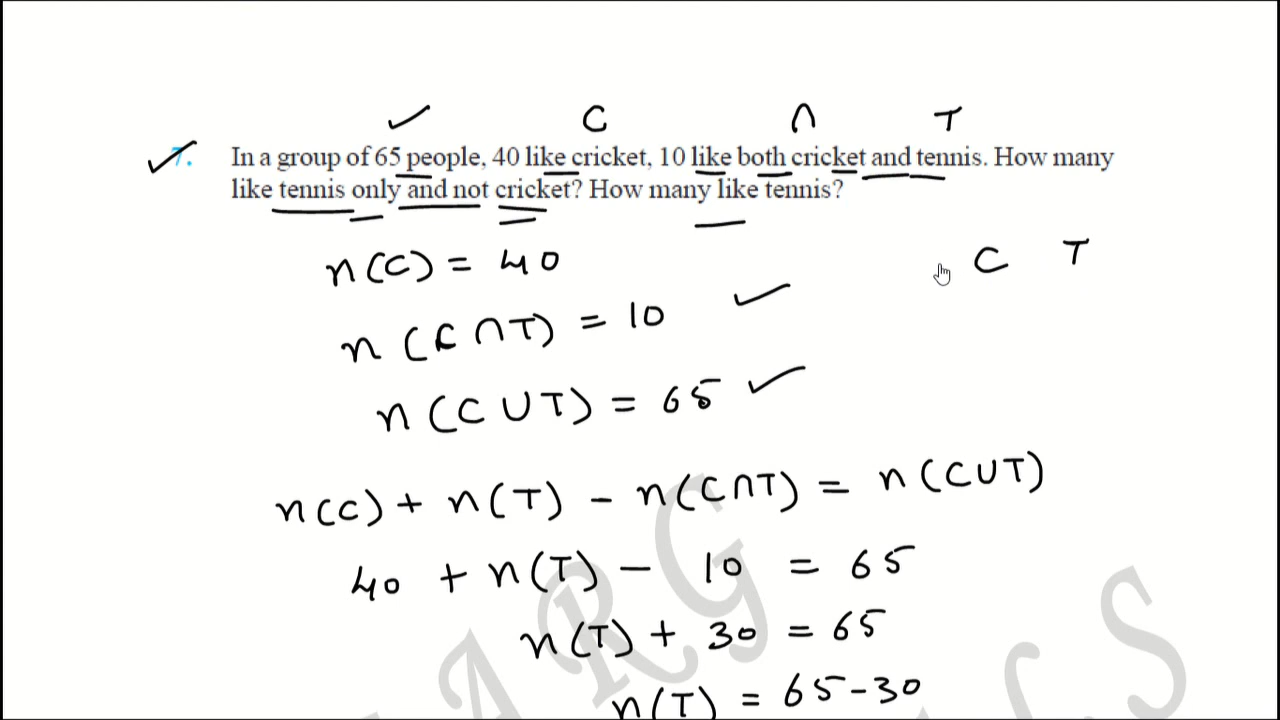 C ∩ T
7. In a group of 65 people, 40 like cricket, 10 like both cricket and tennis. How many
like tennis only and not cricket? How many like tennis?
n(C) = 40
C T
n(C∩T) = 10
n(C∪T) = 65
n(C) + n(T) - n(C∩T) = n(C∪T)
40 + n(T) - 10 = 65
n(T) + 30 = 65
n(T) = 65-30